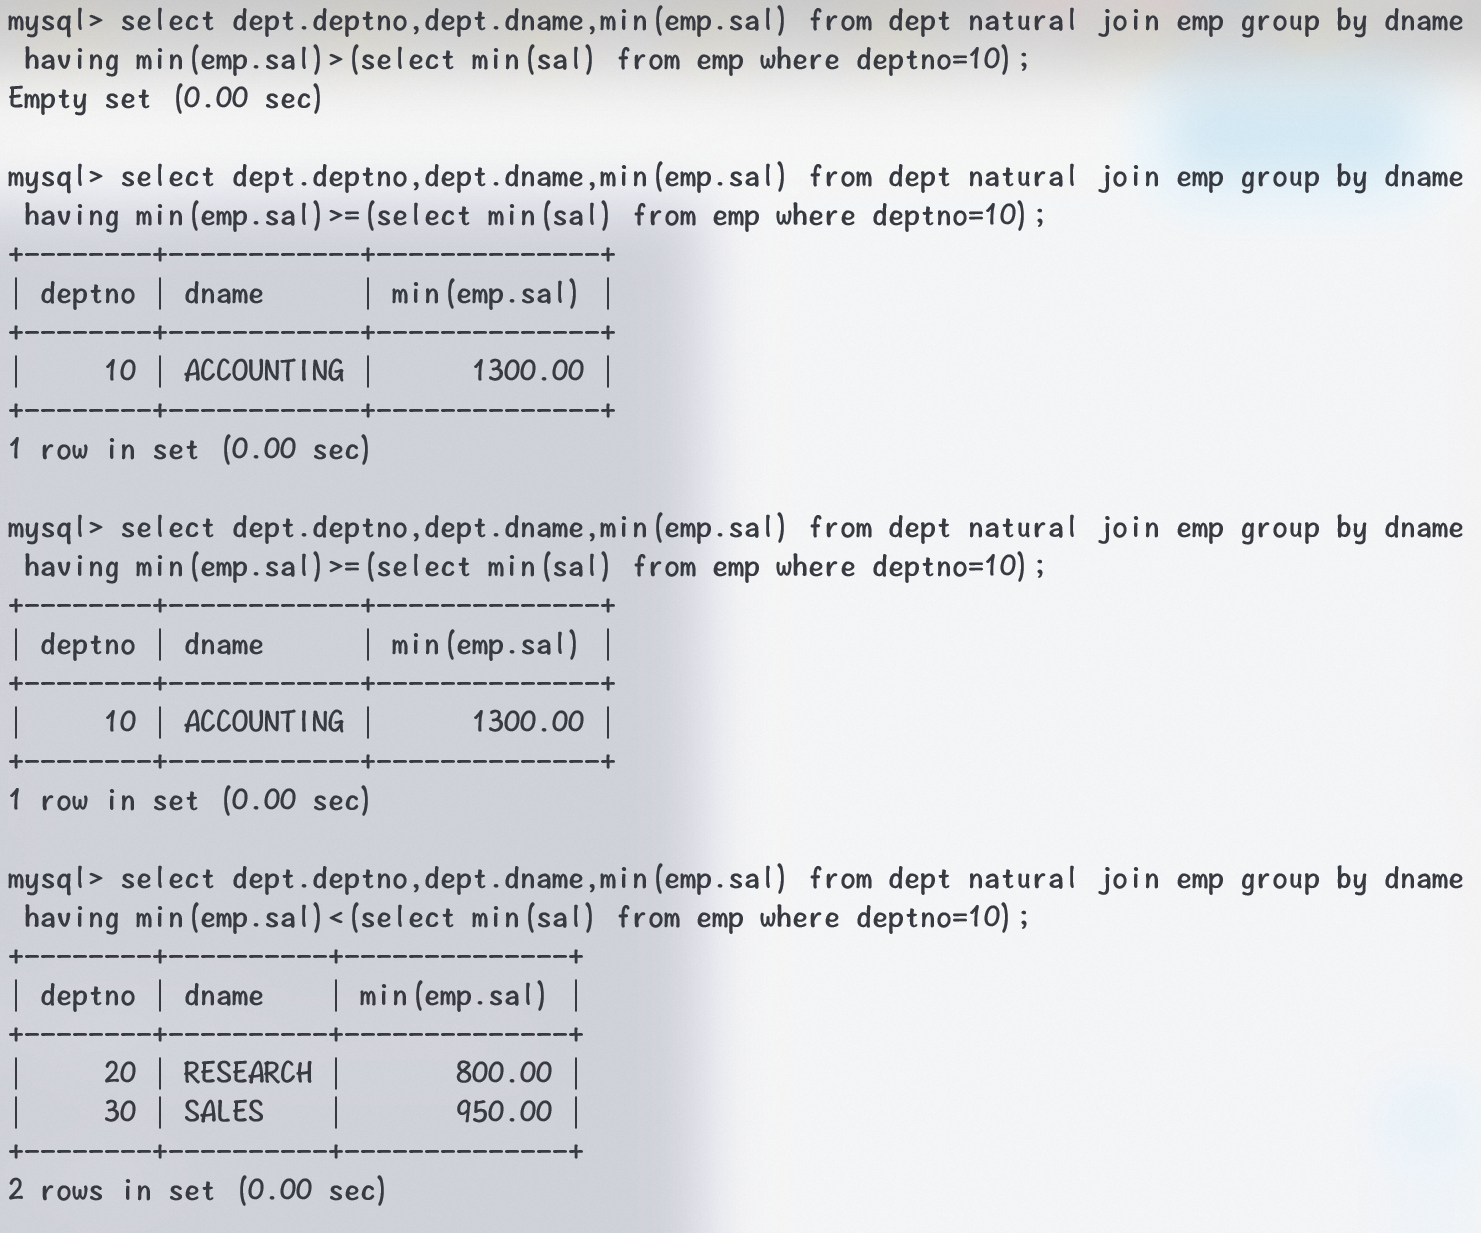 mysql> select dept.deptno,dept.dname,min(emp.sal) from dept natural join emp group by dname
 having min(emp.sal)>(select min(sal) from emp where deptno=10);
Empty set (0.00 sec)

mysql> select dept.deptno,dept.dname,min(emp.sal) from dept natural join emp group by dname
 having min(emp.sal)>=(select min(sal) from emp where deptno=10);
+--------+------------+--------------+
| deptno | dname      | min(emp.sal) |
+--------+------------+--------------+
|     10 | ACCOUNTING |      1300.00 |
+--------+------------+--------------+
1 row in set (0.00 sec)

mysql> select dept.deptno,dept.dname,min(emp.sal) from dept natural join emp group by dname
 having min(emp.sal)>=(select min(sal) from emp where deptno=10);
+--------+------------+--------------+
| deptno | dname      | min(emp.sal) |
+--------+------------+--------------+
|     10 | ACCOUNTING |      1300.00 |
+--------+------------+--------------+
1 row in set (0.00 sec)

mysql> select dept.deptno,dept.dname,min(emp.sal) from dept natural join emp group by dname
 having min(emp.sal)<(select min(sal) from emp where deptno=10);
+--------+----------+--------------+
| deptno | dname    | min(emp.sal) |
+--------+----------+--------------+
|     20 | RESEARCH |       800.00 |
|     30 | SALES    |       950.00 |
+--------+----------+--------------+
2 rows in set (0.00 sec)